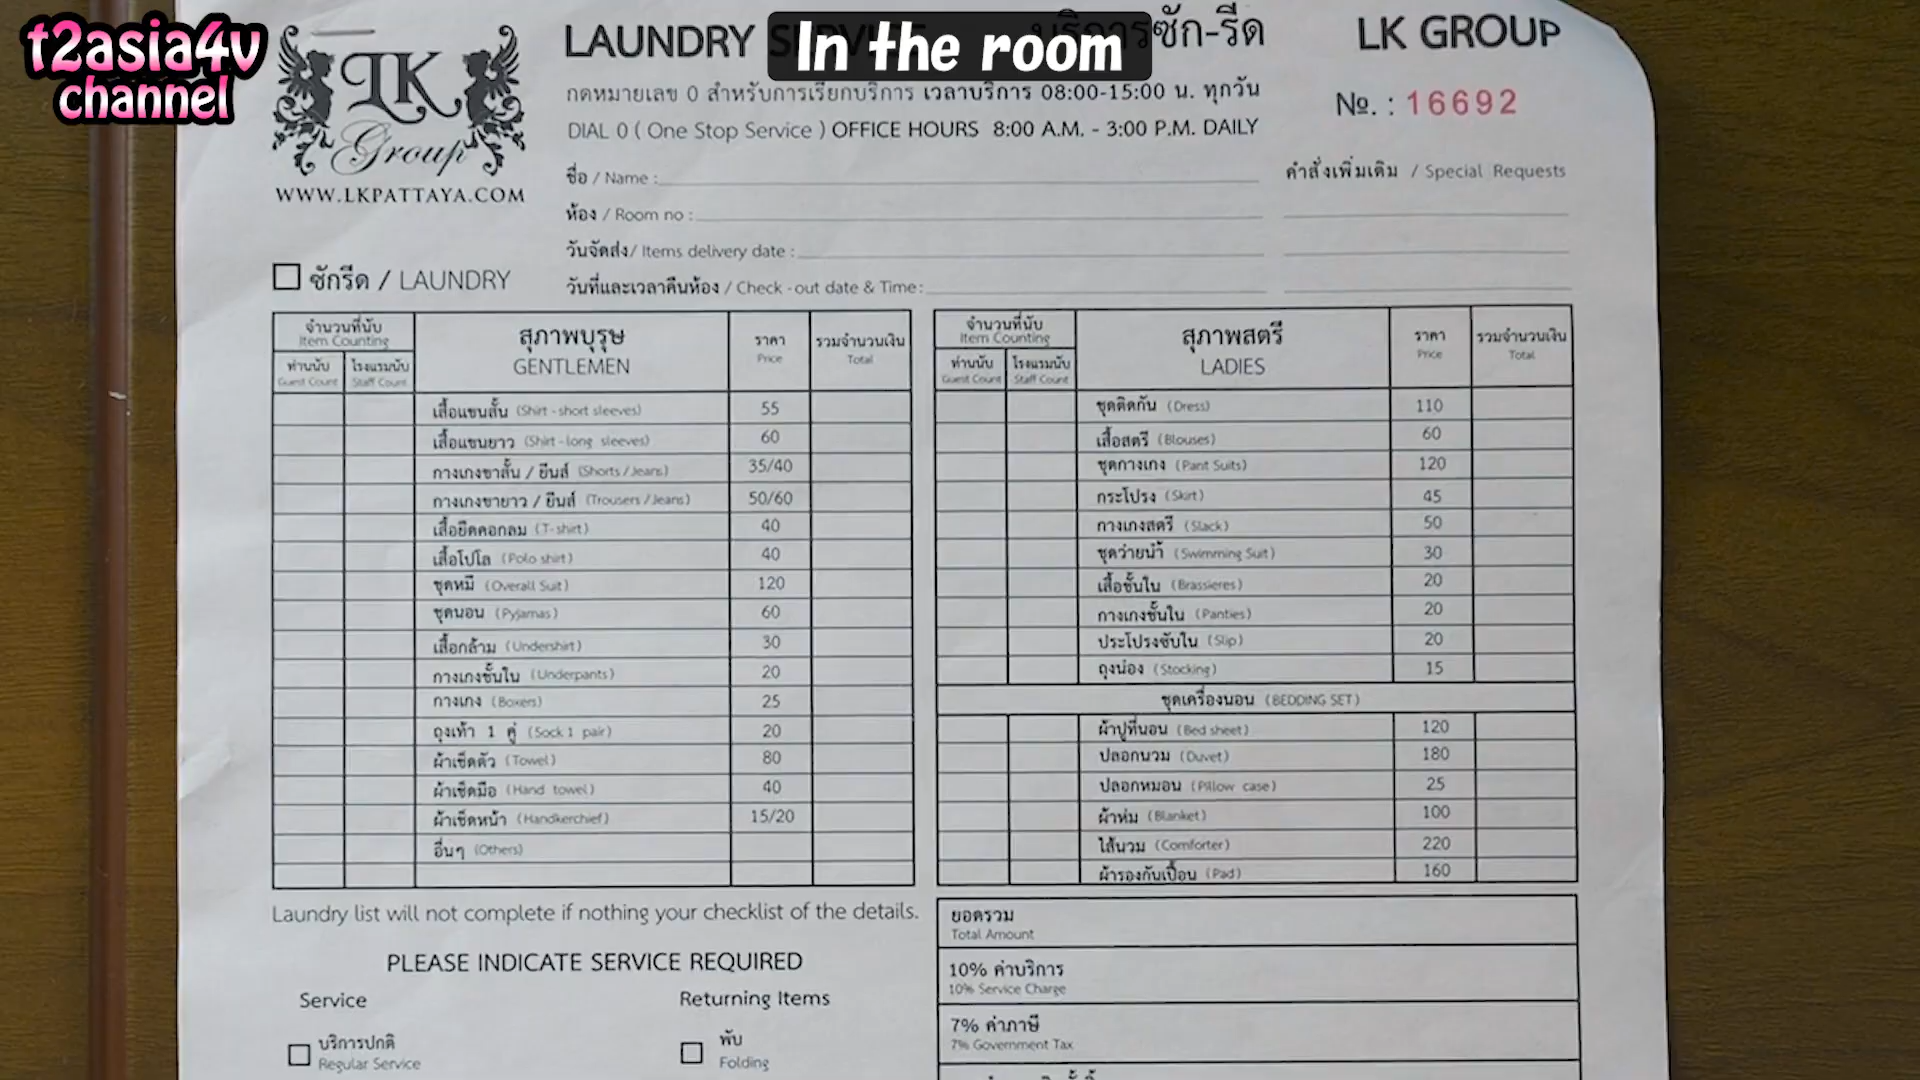 t2asia4v
channel
In the room
LK
Group
WWW.LKPATTAYA.COM
LAUNDRY
ซัก-รีด
LK GROUP
กดหมายเลข 0 สำหรับการเรียกบริการ เวลาบริการ 08:00-15:00 น. ทุกวัน
№. : 16692
DIAL 0 ( One Stop Service ) OFFICE HOURS 8:00 A.M. - 3:00 P.M. DAILY
ชื่อ / Name :
คำสั่งเพิ่มเติม / Special Requests
ห้อง / Room no :
วันจัดส่ง/ Items delivery date :
ซักรีด / LAUNDRY
วันที่และเวลาคืนห้อง / Check -out date & Time:
จำนวนที่นับ
Item Counting
ท่านนับ
Guest Count
โรงแรมนับ
Staff Count
สุภาพบุรุษ
GENTLEMEN
ราคา
Price
รวมจำนวนเงิน
Total
เสื้อแขนสั้น (Shirt -short sleeves) 55
เสื้อแขนยาว (Shirt -long sleeves) 60
กางเกงขาสั้น / ยีนส์ (Shorts /Jeans) 35/40
กางเกงขายาว / ยีนส์ (Trousers /Jeans) 50/60
เสื้อยืดคอกลม (T-shirt) 40
เสื้อโปโล (Polo shirt) 40
ชุดหมี (Overall Suit) 120
ชุดนอน (Pyjamas) 60
เสื้อกล้าม (Undershirt) 30
กางเกงชั้นใน (Underpants) 20
กางเกง (Boxers) 25
ถุงเท้า 1 คู่ (Sock 1 pair) 20
ผ้าเช็ดตัว (Towel) 80
ผ้าเช็ดมือ (Hand towel) 40
ผ้าเช็ดหน้า (Handkerchief) 15/20
อื่นๆ (Others)
จำนวนที่นับ
Item Counting
ท่านนับ
Guest Count
โรงแรมนับ
Staff Count
สุภาพสตรี
LADIES
ราคา
Price
รวมจำนวนเงิน
Total
ชุดติดกัน (Dress) 110
เสื้อสตรี (Blouses) 60
ชุดกางเกง (Pant Suits) 120
กระโปรง (Skirt) 45
กางเกงสตรี (Slack) 50
ชุดว่ายน้ำ (Swimming Suit) 30
เสื้อชั้นใน (Brassieres) 20
กางเกงชั้นใน (Panties) 20
ประโปรงซับใน (Slip) 20
ถุงน่อง (Stocking) 15
ชุดเครื่องนอน (BEDDING SET)
ผ้าปูที่นอน (Bed sheet) 120
ปลอกนวม (Duvet) 180
ปลอกหมอน (Pillow case) 25
ผ้าห่ม (Blanket) 100
ไส้นวม (Comforter) 220
ผ้ารองกันเปื้อน (Pad) 160
Laundry list will not complete if nothing your checklist of the details.
PLEASE INDICATE SERVICE REQUIRED
Service
Returning Items
บริการปกติ
Regular Service
พับ
Folding
ยอดรวม
Total Amount
10% ค่าบริการ
10% Service Charge
7% ค่าภาษี
7% Government Tax